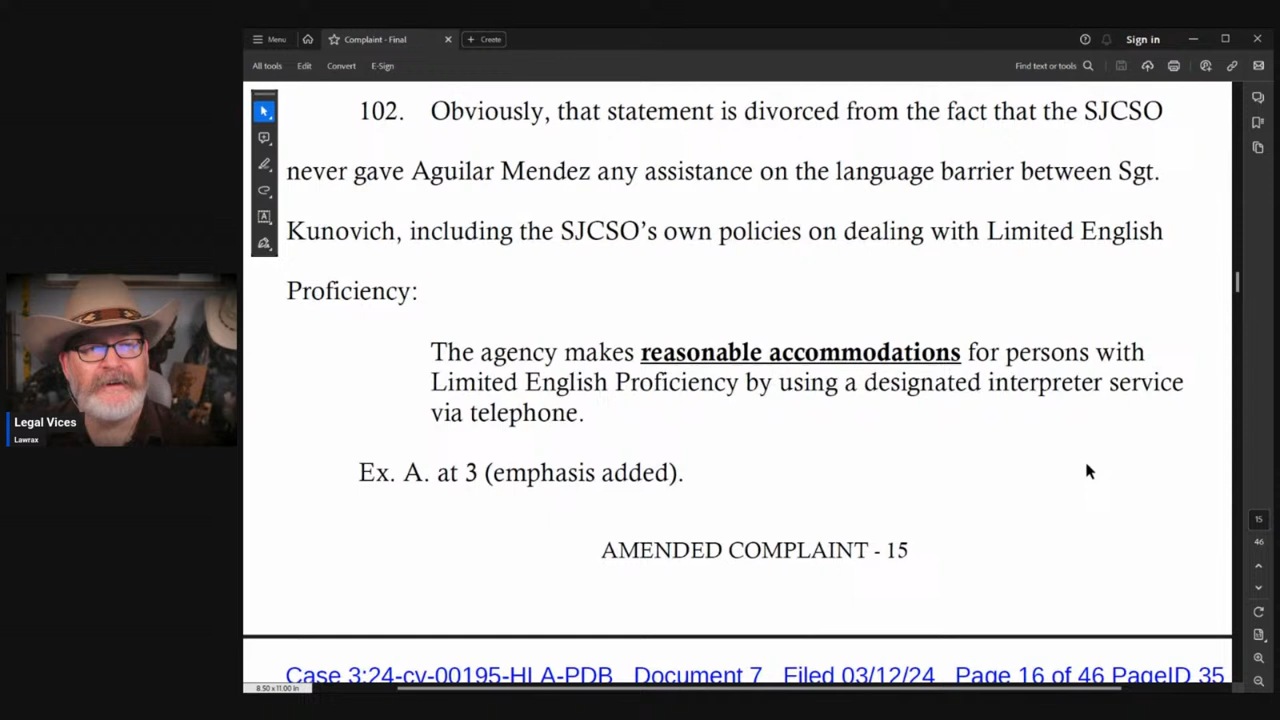 Menu
Complaint - Final
Create
Sign in
All tools
Edit
Convert
E-Sign
Find text or tools
102. Obviously, that statement is divorced from the fact that the SJCSO
never gave Aguilar Mendez any assistance on the language barrier between Sgt.
Kunovich, including the SJCSO’s own policies on dealing with Limited English
Proficiency:
The agency makes reasonable accommodations for persons with
Limited English Proficiency by using a designated interpreter service
via telephone.
Ex. A. at 3 (emphasis added).
AMENDED COMPLAINT - 15
Case 3:24-cv-00195-HLA-PDB Document 7 Filed 03/12/24 Page 16 of 46 PageID 35
8.50 x 11.00 in
15
46
Legal Vices
Lawrax